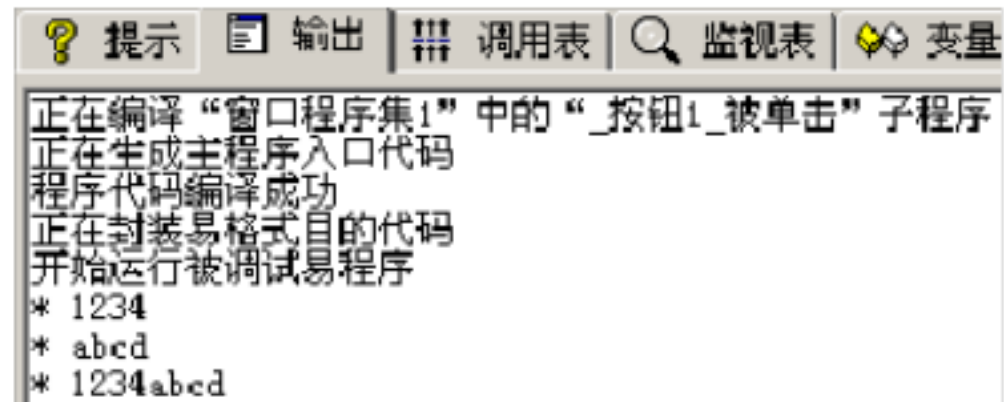 提示 输出 调用表 监视表 变量
正在编译“窗口程序集1”中的“_按钮1_被单击”子程序
正在生成主程序入口代码
程序代码编译成功
正在封装易格式目的代码
开始运行被调试易程序
* 1234
* abcd
* 1234abcd